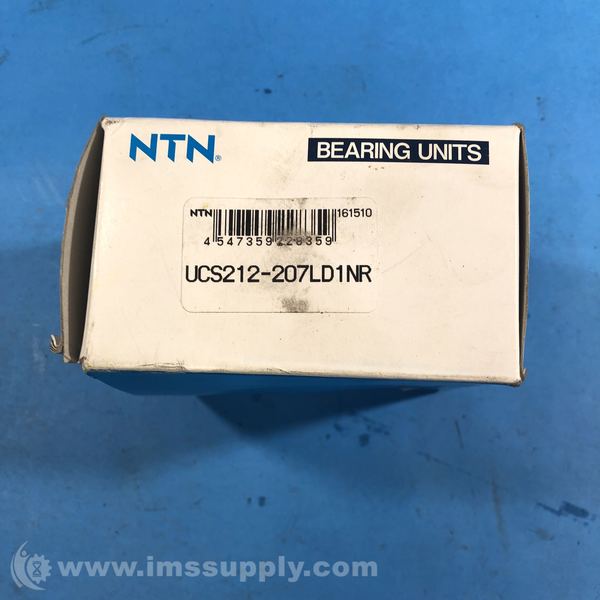 NTN®
BEARING UNITS
NTN 161510
4 547359 228359
UCS212-207LD1NR
www.imssupply.com